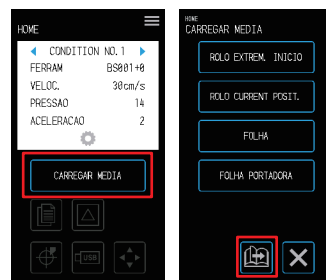 HOME
CONDITION NO. 1
FERRAM BS001+0
VELOC. 30cm/s
PRESSAO 14
ACELERACAO 2
CARREGAR MEDIA
USB
HOME
CARREGAR MEDIA
ROLO EXTREM. INICIO
ROLO CURRENT POSIT.
FOLHA
FOLHA PORTADORA